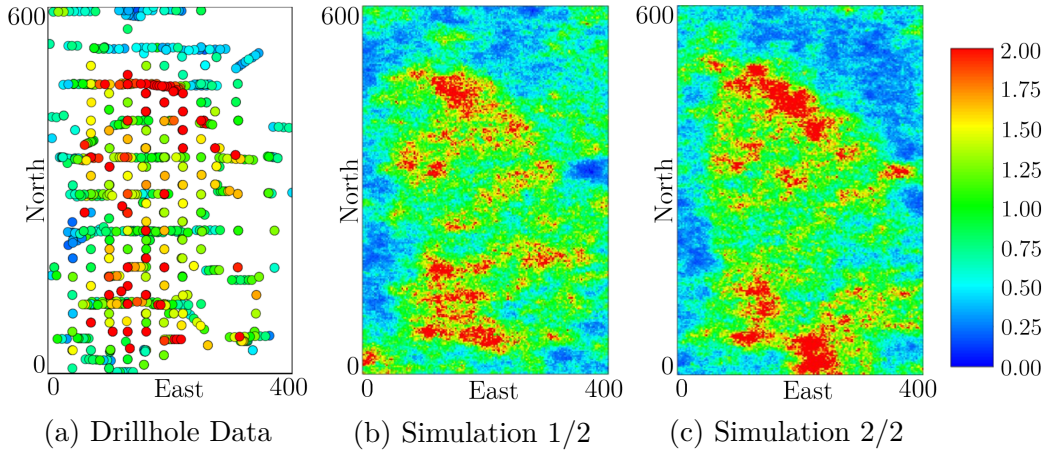 600
North
0
0
East
400
(a) Drillhole Data
600
North
0
0
East
400
(b) Simulation 1/2
600
North
0
0
East
400
(c) Simulation 2/2
2.00
1.75
1.50
1.25
1.00
0.75
0.50
0.25
0.00